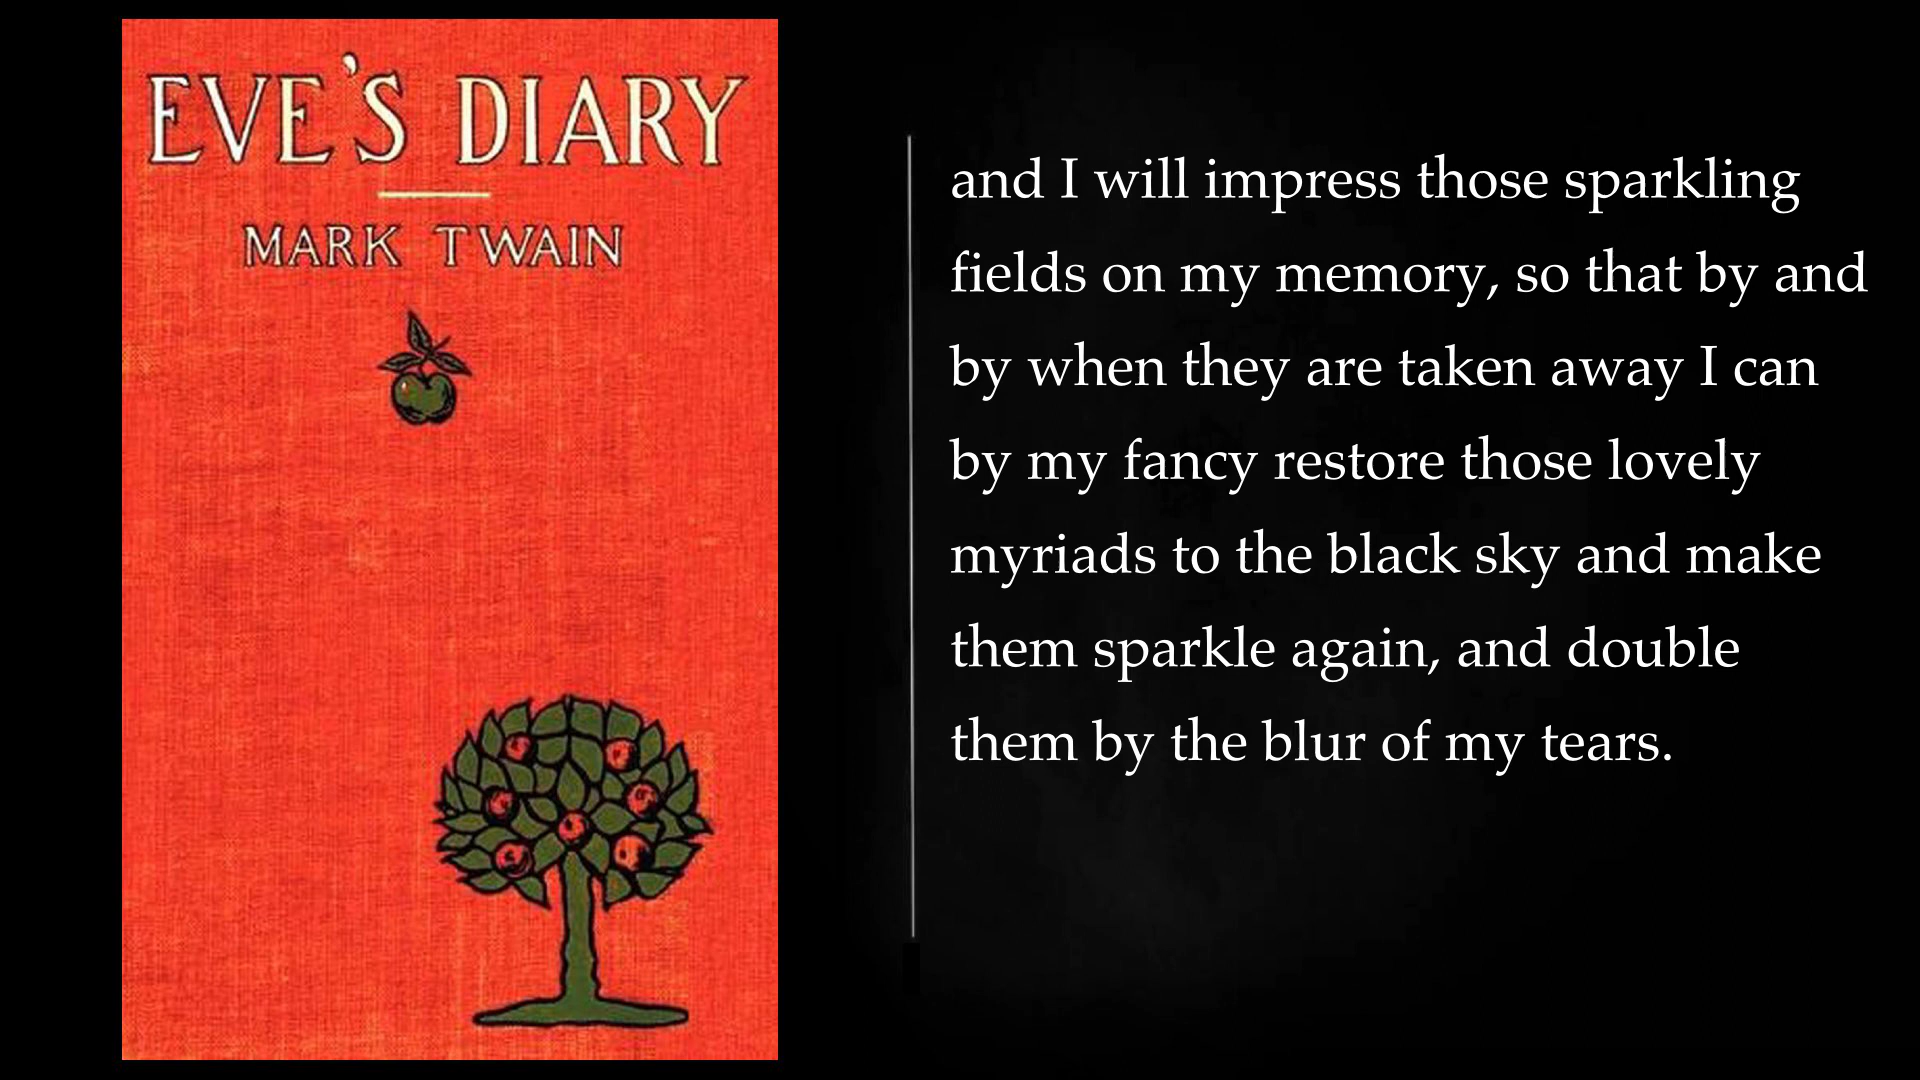 EVE'S DIARY
MARK TWAIN
and I will impress those sparkling
fields on my memory, so that by and
by when they are taken away I can
by my fancy restore those lovely
myriads to the black sky and make
them sparkle again, and double
them by the blur of my tears.